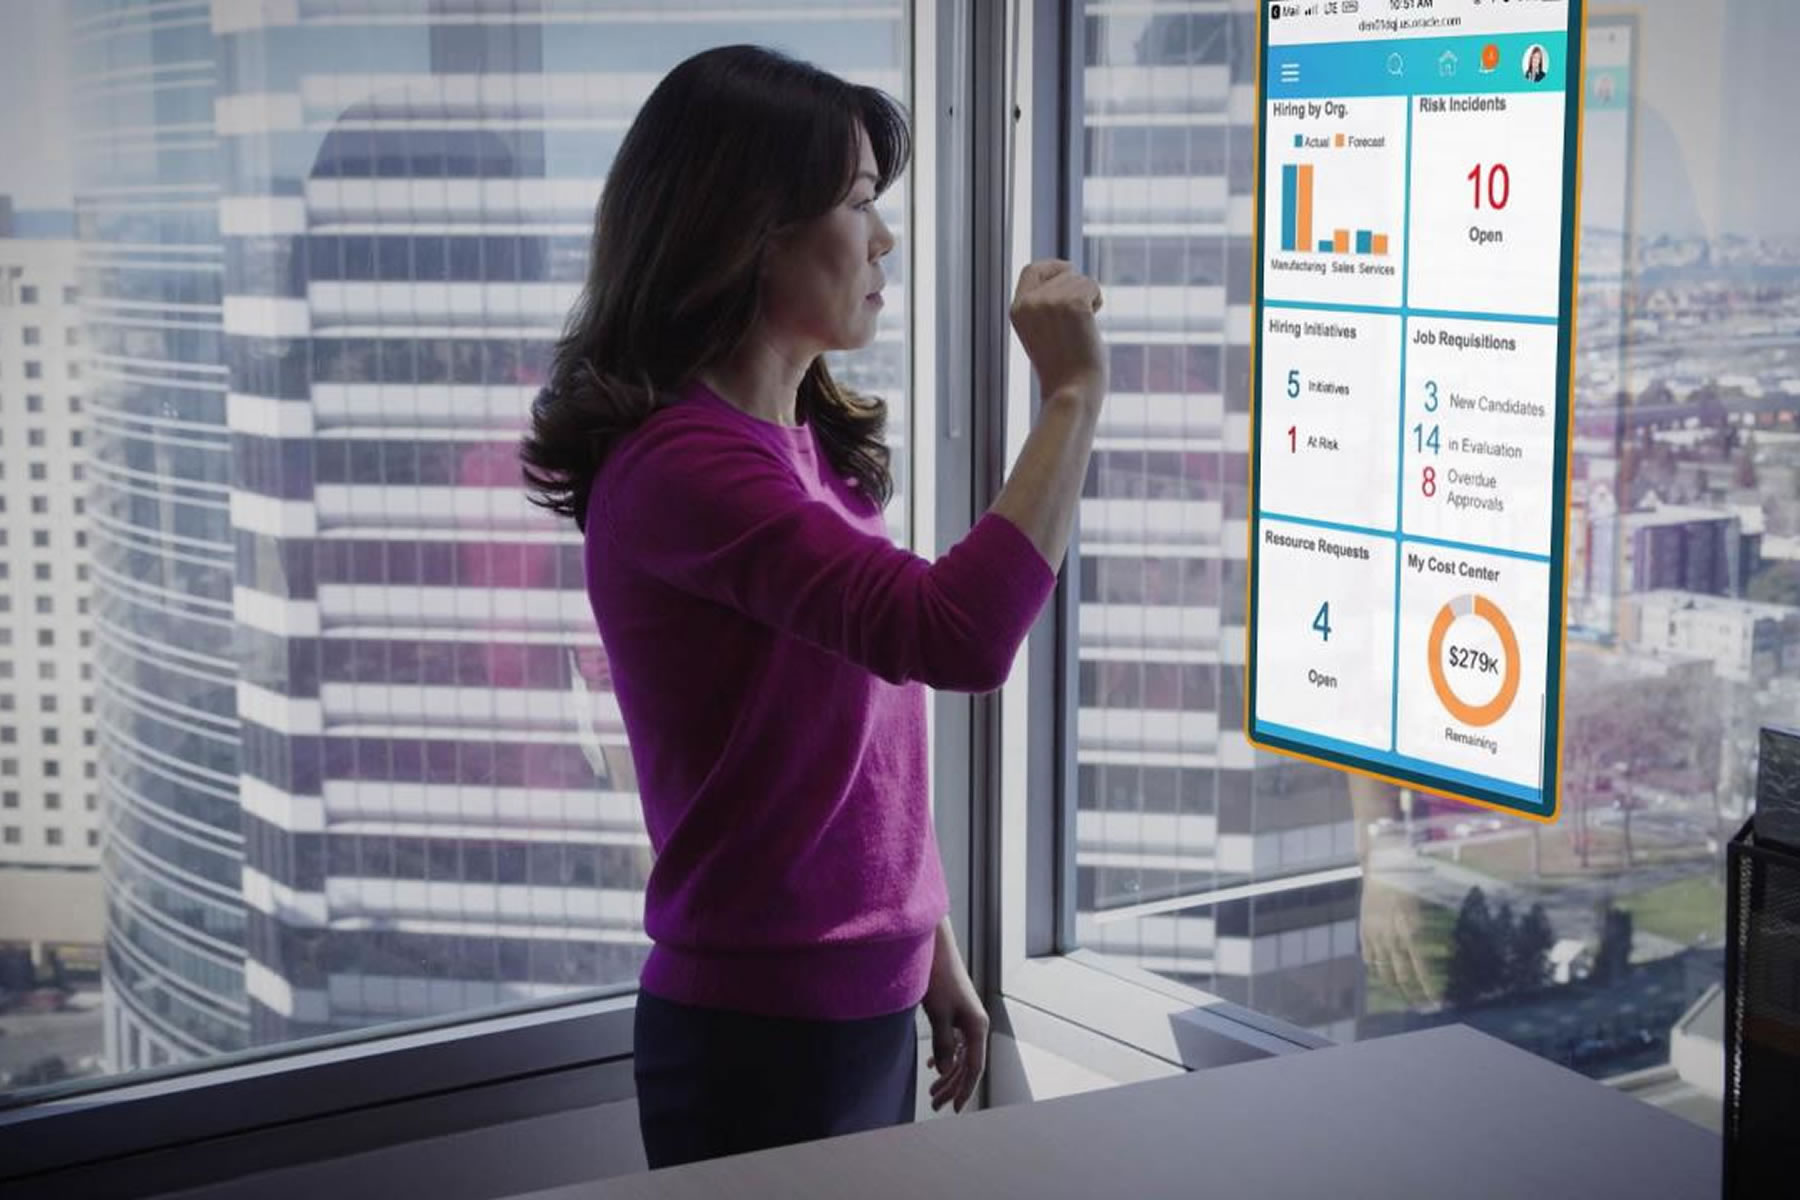 Mail LTE
10:51 AM
Hiring by Org.
Actual Forecast
Manufacturing Sales Services
Risk Incidents
10
Open
Hiring Initiatives
5 Initiatives
1 At Risk
Job Requisitions
3 New Candidates
14 in Evaluation
8 Overdue
Approvals
Resource Requests
4
Open
My Cost Center
$279K
Remaining